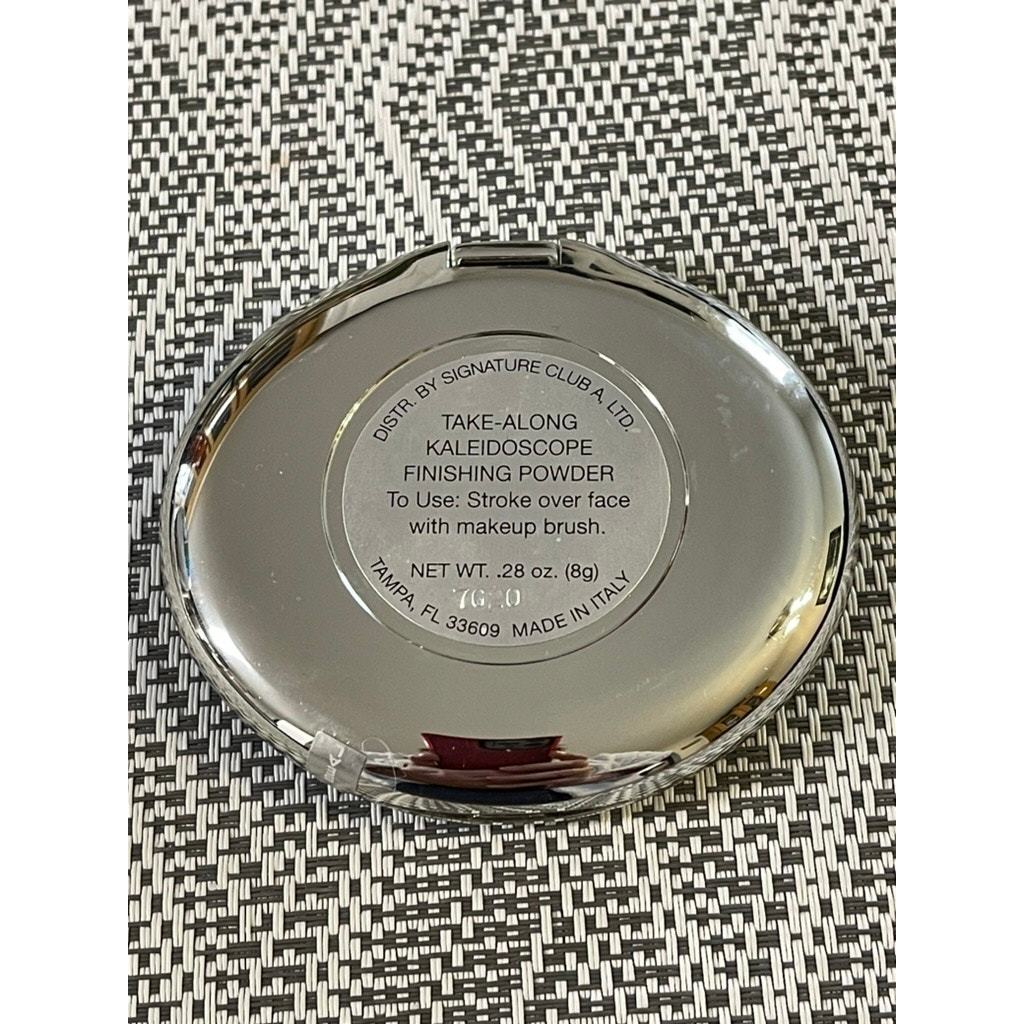 DISTR. BY SIGNATURE CLUB A, LTD.
TAKE-ALONG
KALEIDOSCOPE
FINISHING POWDER
To Use: Stroke over face
with makeup brush.
NET WT. .28 oz. (8g)
TAMPA, FL 33609 MADE IN ITALY